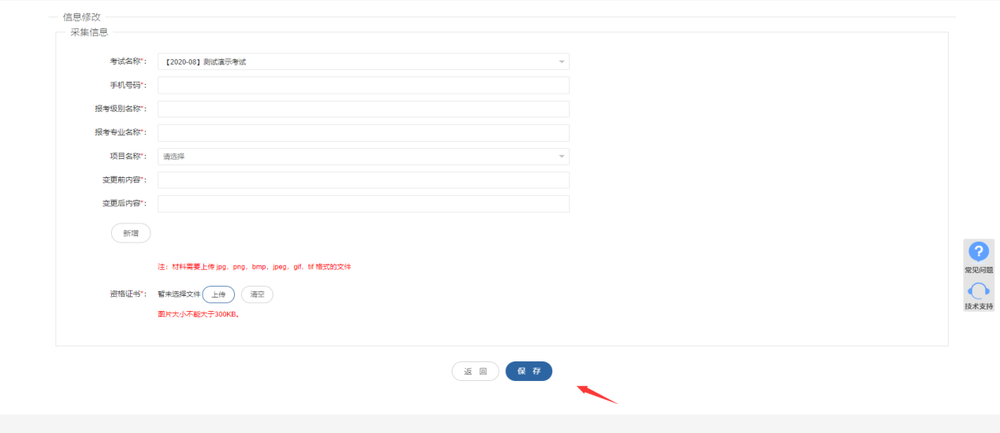 信息修改
采集信息
考试名称*： 【2020-08】测试演示考试
手机号码*：
报考级别名称*：
报考专业名称*：
项目名称*： 请选择
变更前内容*：
变更后内容*：
新增
注：材料需要上传 jpg，png，bmp，jpeg，gif，tif 格式的文件
资格证书*： 暂未选择文件 上传 清空
图片大小不能大于300KB。
返 回 保 存
常见问题
技术支持